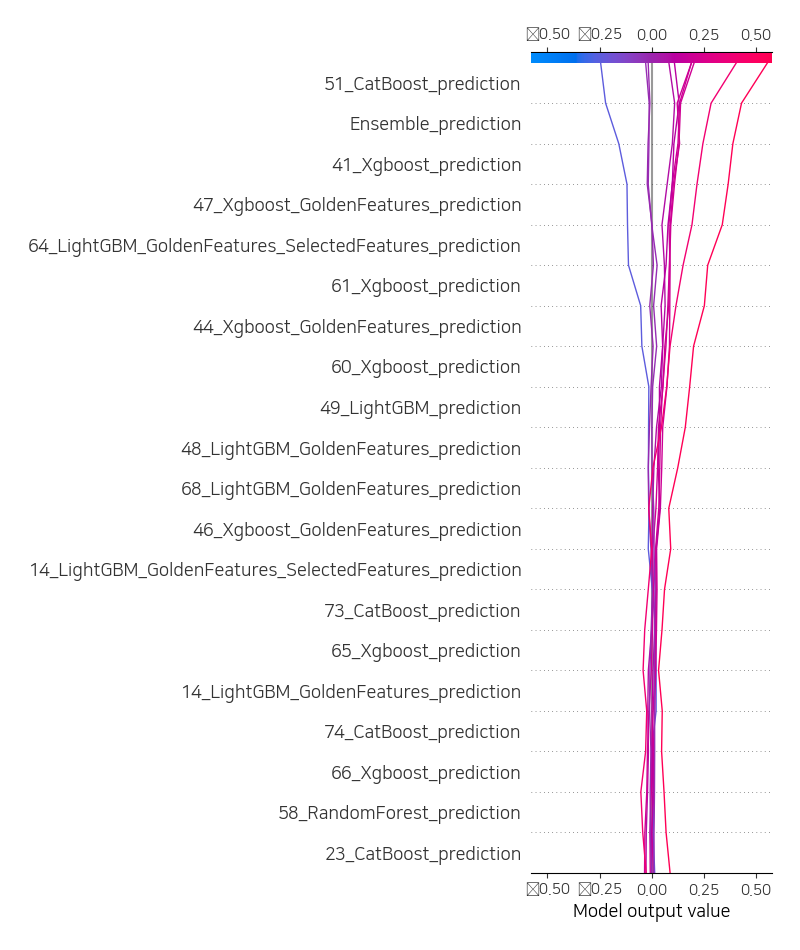 0.50 0.25 0.00 0.25 0.50
51_CatBoost_prediction
Ensemble_prediction
41_Xgboost_prediction
47_Xgboost_GoldenFeatures_prediction
64_LightGBM_GoldenFeatures_SelectedFeatures_prediction
61_Xgboost_prediction
44_Xgboost_GoldenFeatures_prediction
60_Xgboost_prediction
49_LightGBM_prediction
48_LightGBM_GoldenFeatures_prediction
68_LightGBM_GoldenFeatures_prediction
46_Xgboost_GoldenFeatures_prediction
14_LightGBM_GoldenFeatures_SelectedFeatures_prediction
73_CatBoost_prediction
65_Xgboost_prediction
14_LightGBM_GoldenFeatures_prediction
74_CatBoost_prediction
66_Xgboost_prediction
58_RandomForest_prediction
23_CatBoost_prediction
0.50 0.25 0.00 0.25 0.50
Model output value